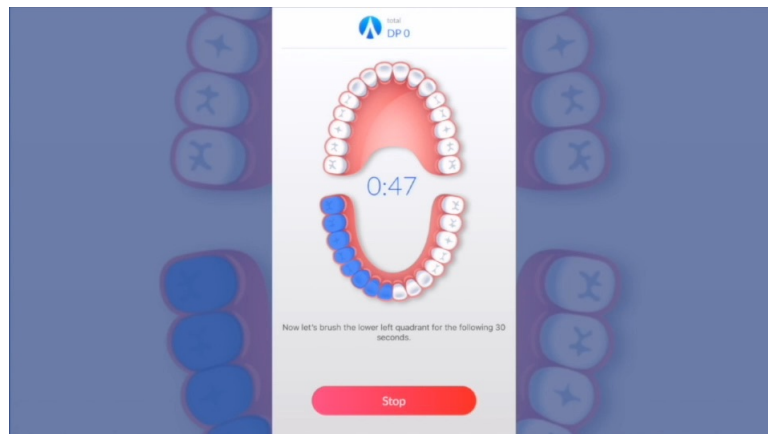 total
DP 0
0:47
Now let's brush the lower left quadrant for the following 30
seconds.
Stop